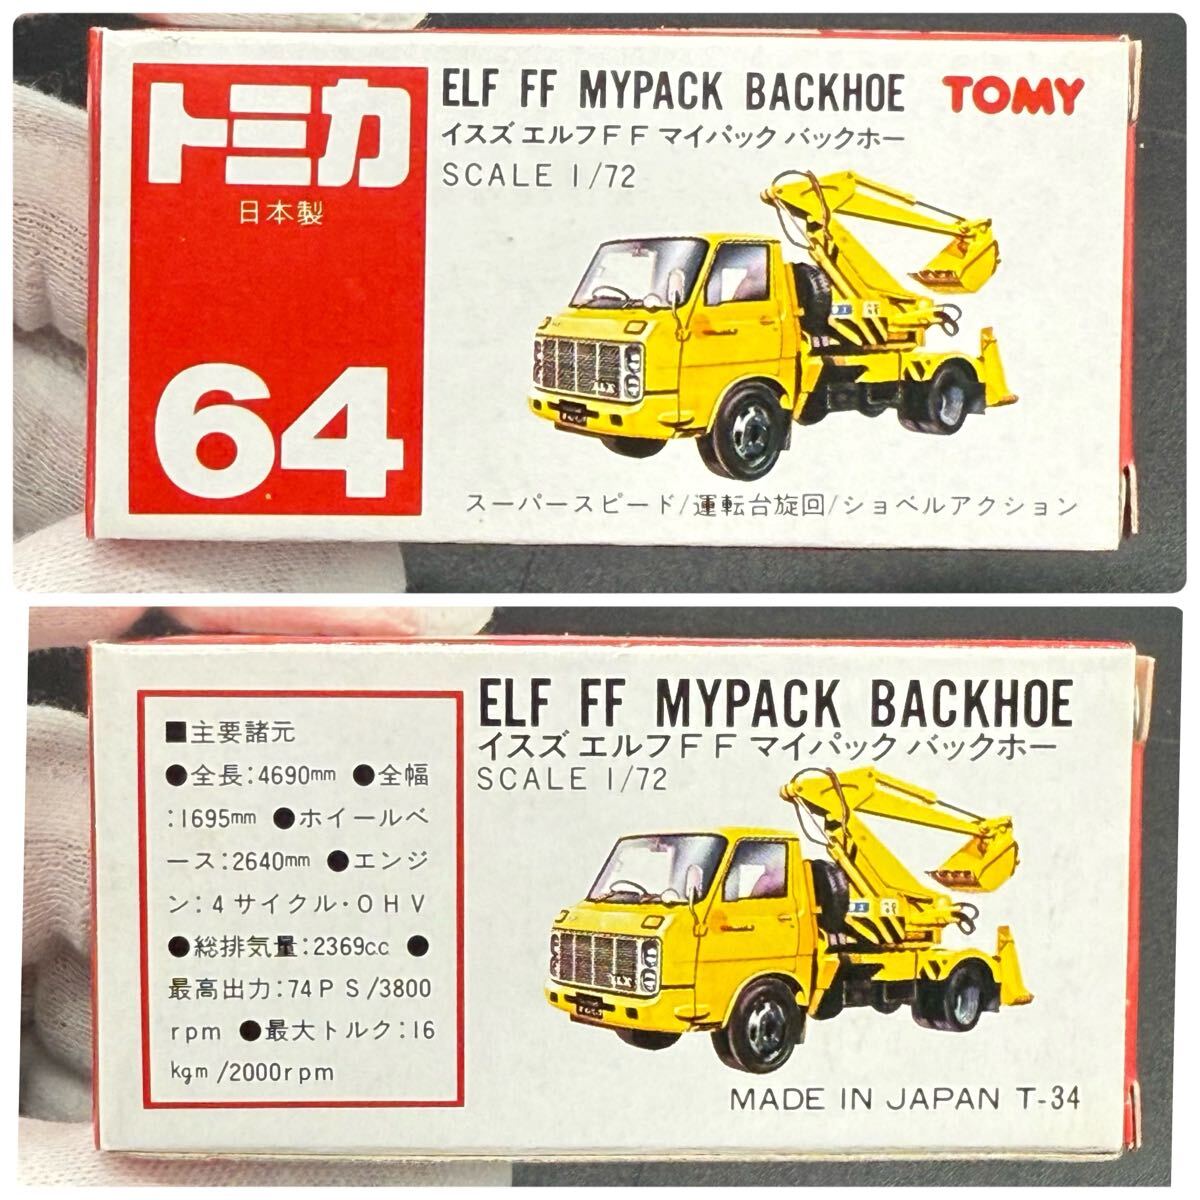 トミカ
日本製
64
ELF FF MYPACK BACKHOE
TOMY
イスズ エルフFF マイパック バックホー
SCALE 1/72
スーパースピード/運転台旋回/ショベルアクション
■主要諸元
●全長:4690mm ●全幅
:1695mm ●ホイールベ
ース:2640mm ●エンジ
ン:4サイクル・OHV
●総排気量:2369cc ●
最高出力:74PS/3800
rpm ●最大トルク:16
kgm/2000rpm
ELF FF MYPACK BACKHOE
イスズ エルフFF マイパック バックホー
SCALE 1/72
MADE IN JAPAN T-34